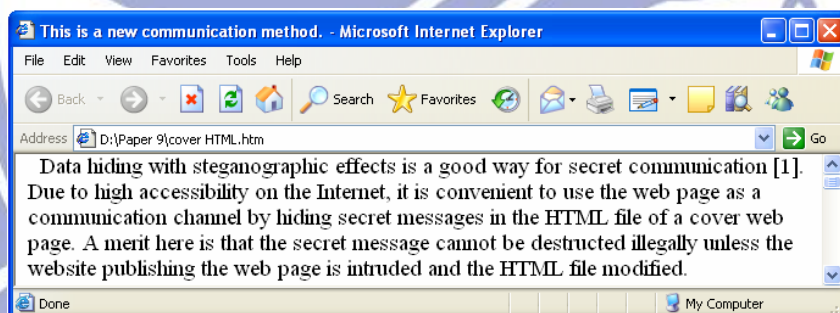 This is a new communication method. - Microsoft Internet Explorer
File Edit View Favorites Tools Help
Back Search Favorites
Address D:\Paper 9\cover HTML.htm Go
Data hiding with steganographic effects is a good way for secret communication [1].
Due to high accessibility on the Internet, it is convenient to use the web page as a
communication channel by hiding secret messages in the HTML file of a cover web
page. A merit here is that the secret message cannot be destructed illegally unless the
website publishing the web page is intruded and the HTML file modified.
Done My Computer